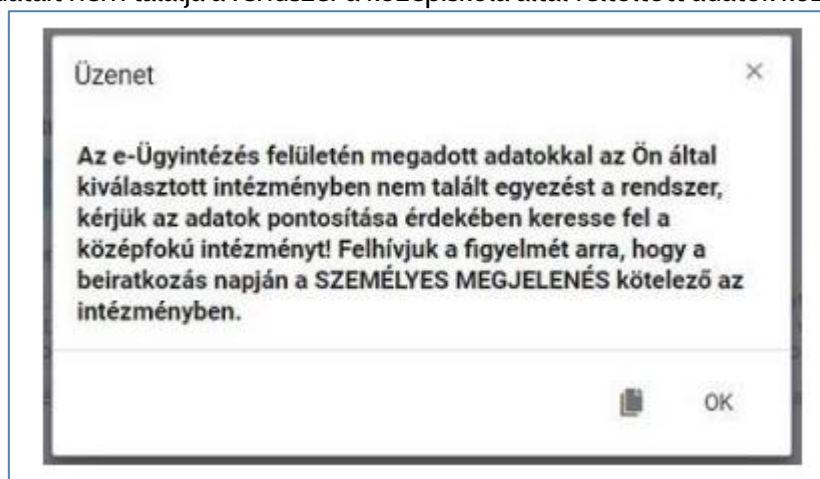 Üzenet
Az e-Ügyintézés felületén megadott adatokkal az Ön által
kiválasztott intézményben nem talált egyezést a rendszer,
kérjük az adatok pontosítása érdekében keresse fel a
középfokú intézményt! Felhívjuk a figyelmét arra, hogy a
beiratkozás napján a SZEMÉLYES MEGJELENÉS kötelező az
intézményben.
OK